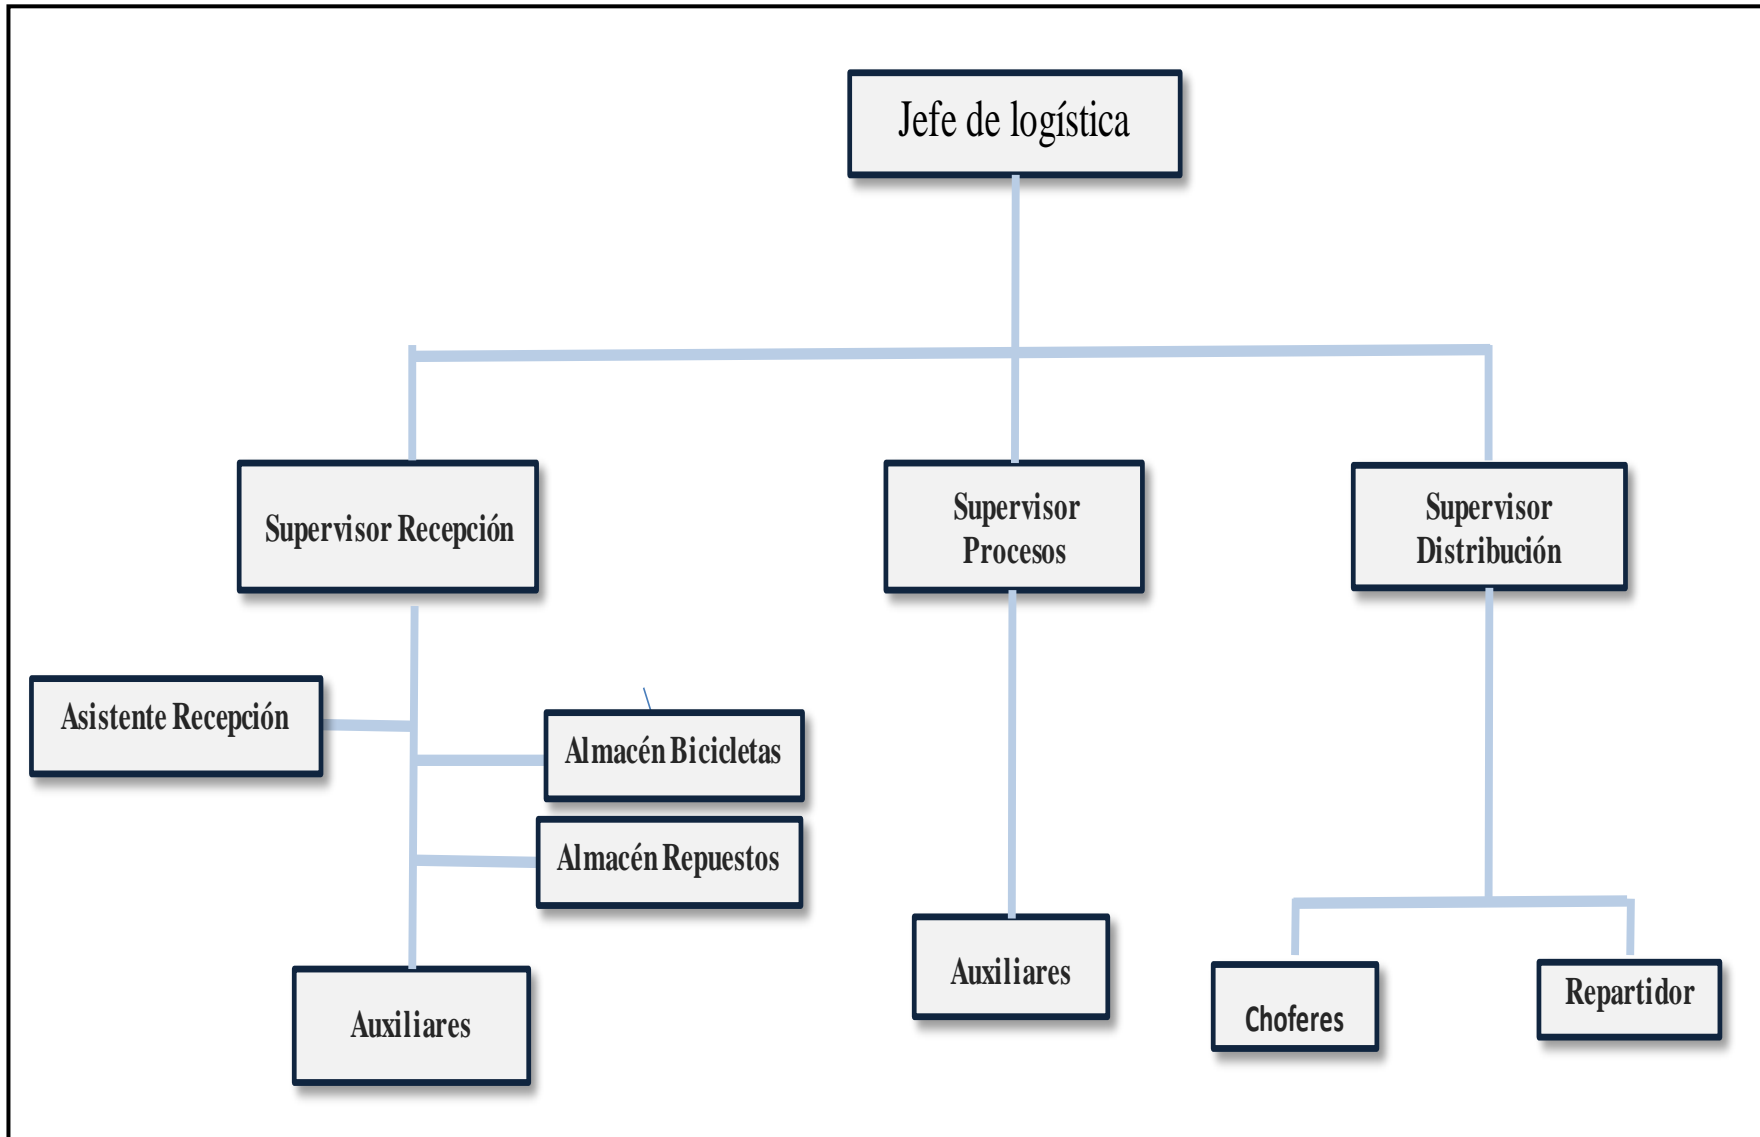 Jefe de logística
Supervisor Recepción
Supervisor
Procesos
Supervisor
Distribución
Asistente Recepción
Almacén Bicicletas
Almacén Repuestos
Auxiliares
Auxiliares
Choferes
Repartidor